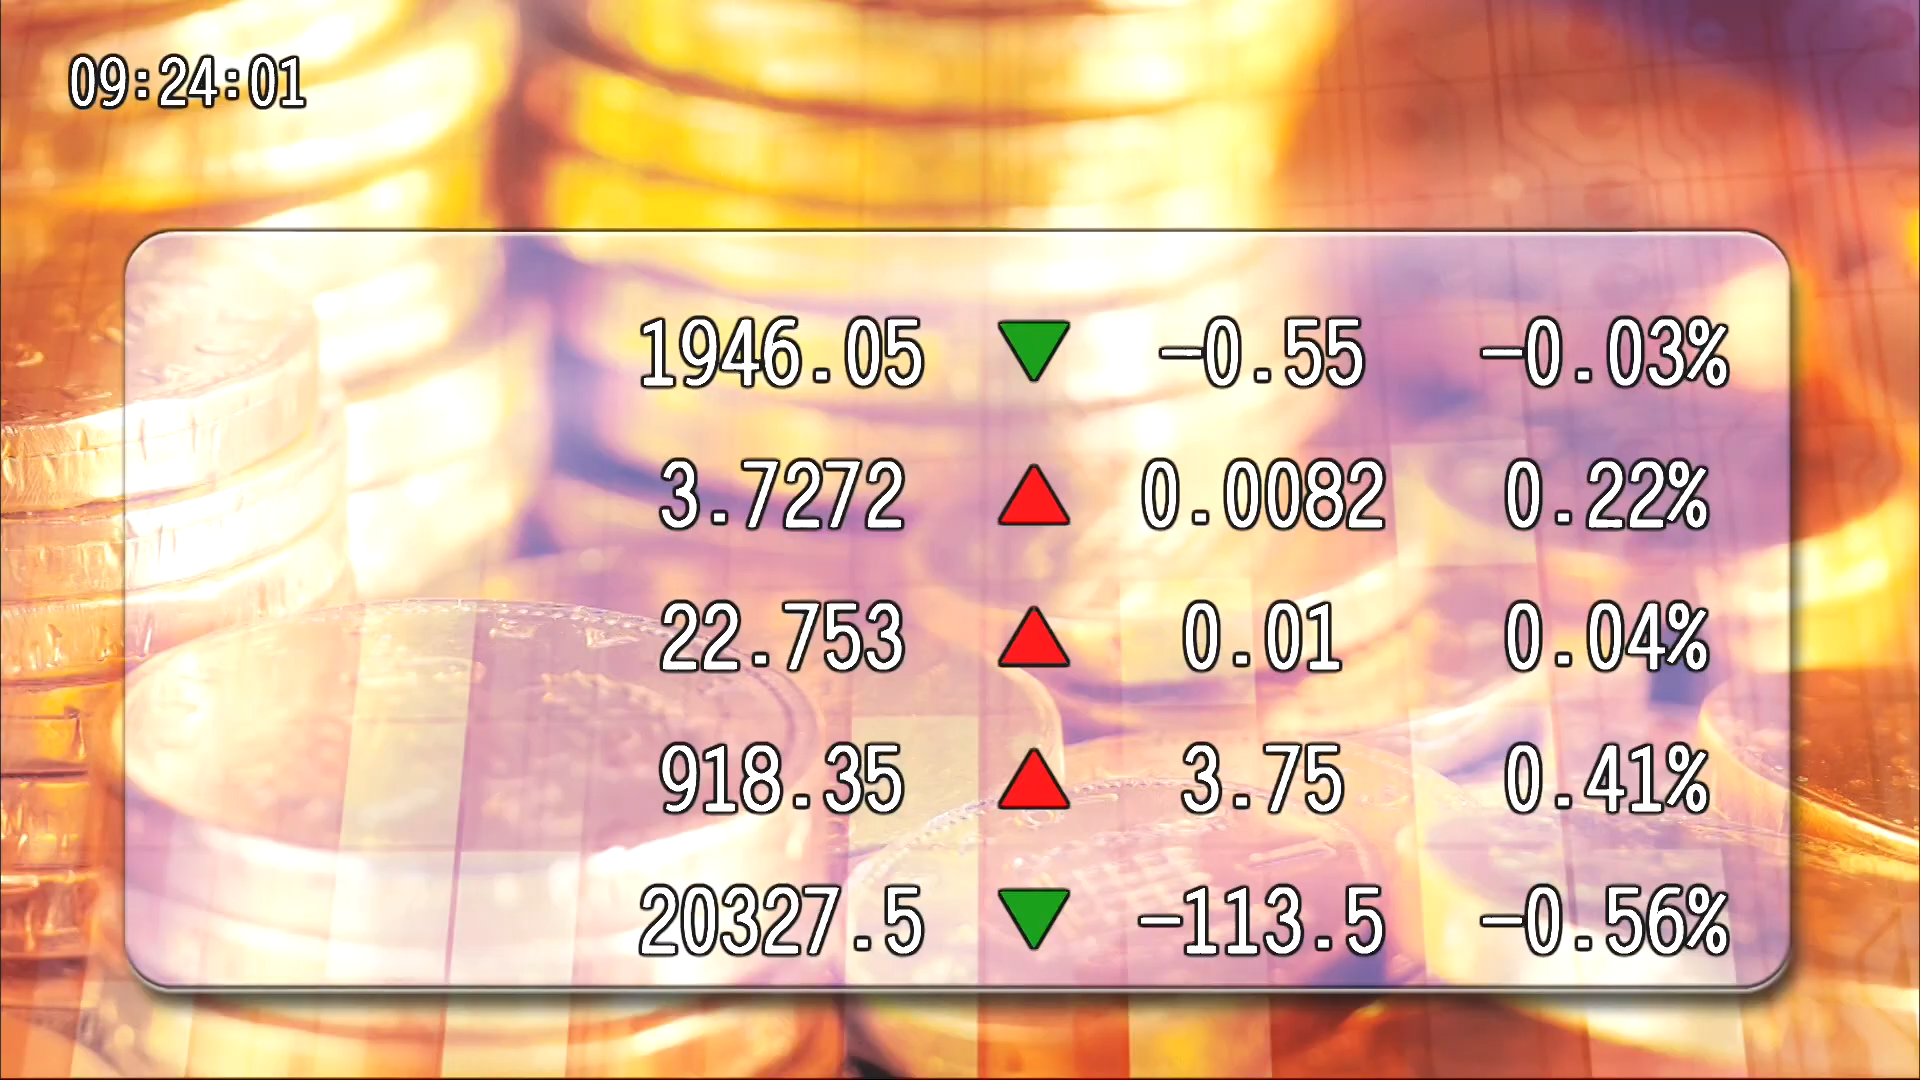 09:24:01
1946.05 ▼ -0.55 -0.03%
3.7272 ▲ 0.0082 0.22%
22.753 ▲ 0.01 0.04%
918.35 ▲ 3.75 0.41%
20327.5 ▼ -113.5 -0.56%